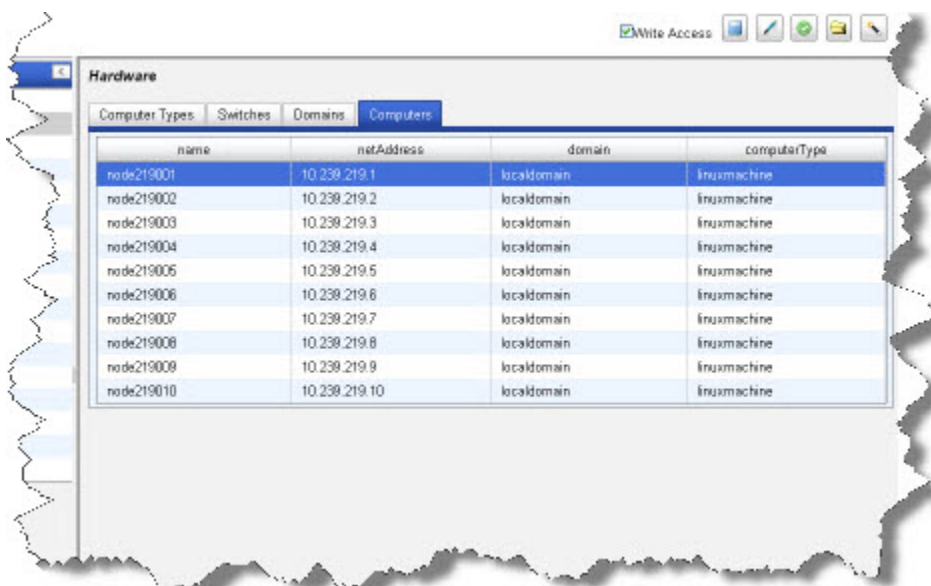 Write Access
Hardware
Computer Types Switches Domains Computers
name netAddress domain computerType
node219001 10.239.219.1 localdomain linuxmachine
node219002 10.239.219.2 localdomain linuxmachine
node219003 10.239.219.3 localdomain linuxmachine
node219004 10.239.219.4 localdomain linuxmachine
node219005 10.239.219.5 localdomain linuxmachine
node219006 10.239.219.6 localdomain linuxmachine
node219007 10.239.219.7 localdomain linuxmachine
node219008 10.239.219.8 localdomain linuxmachine
node219009 10.239.219.9 localdomain linuxmachine
node219010 10.239.219.10 localdomain linuxmachine